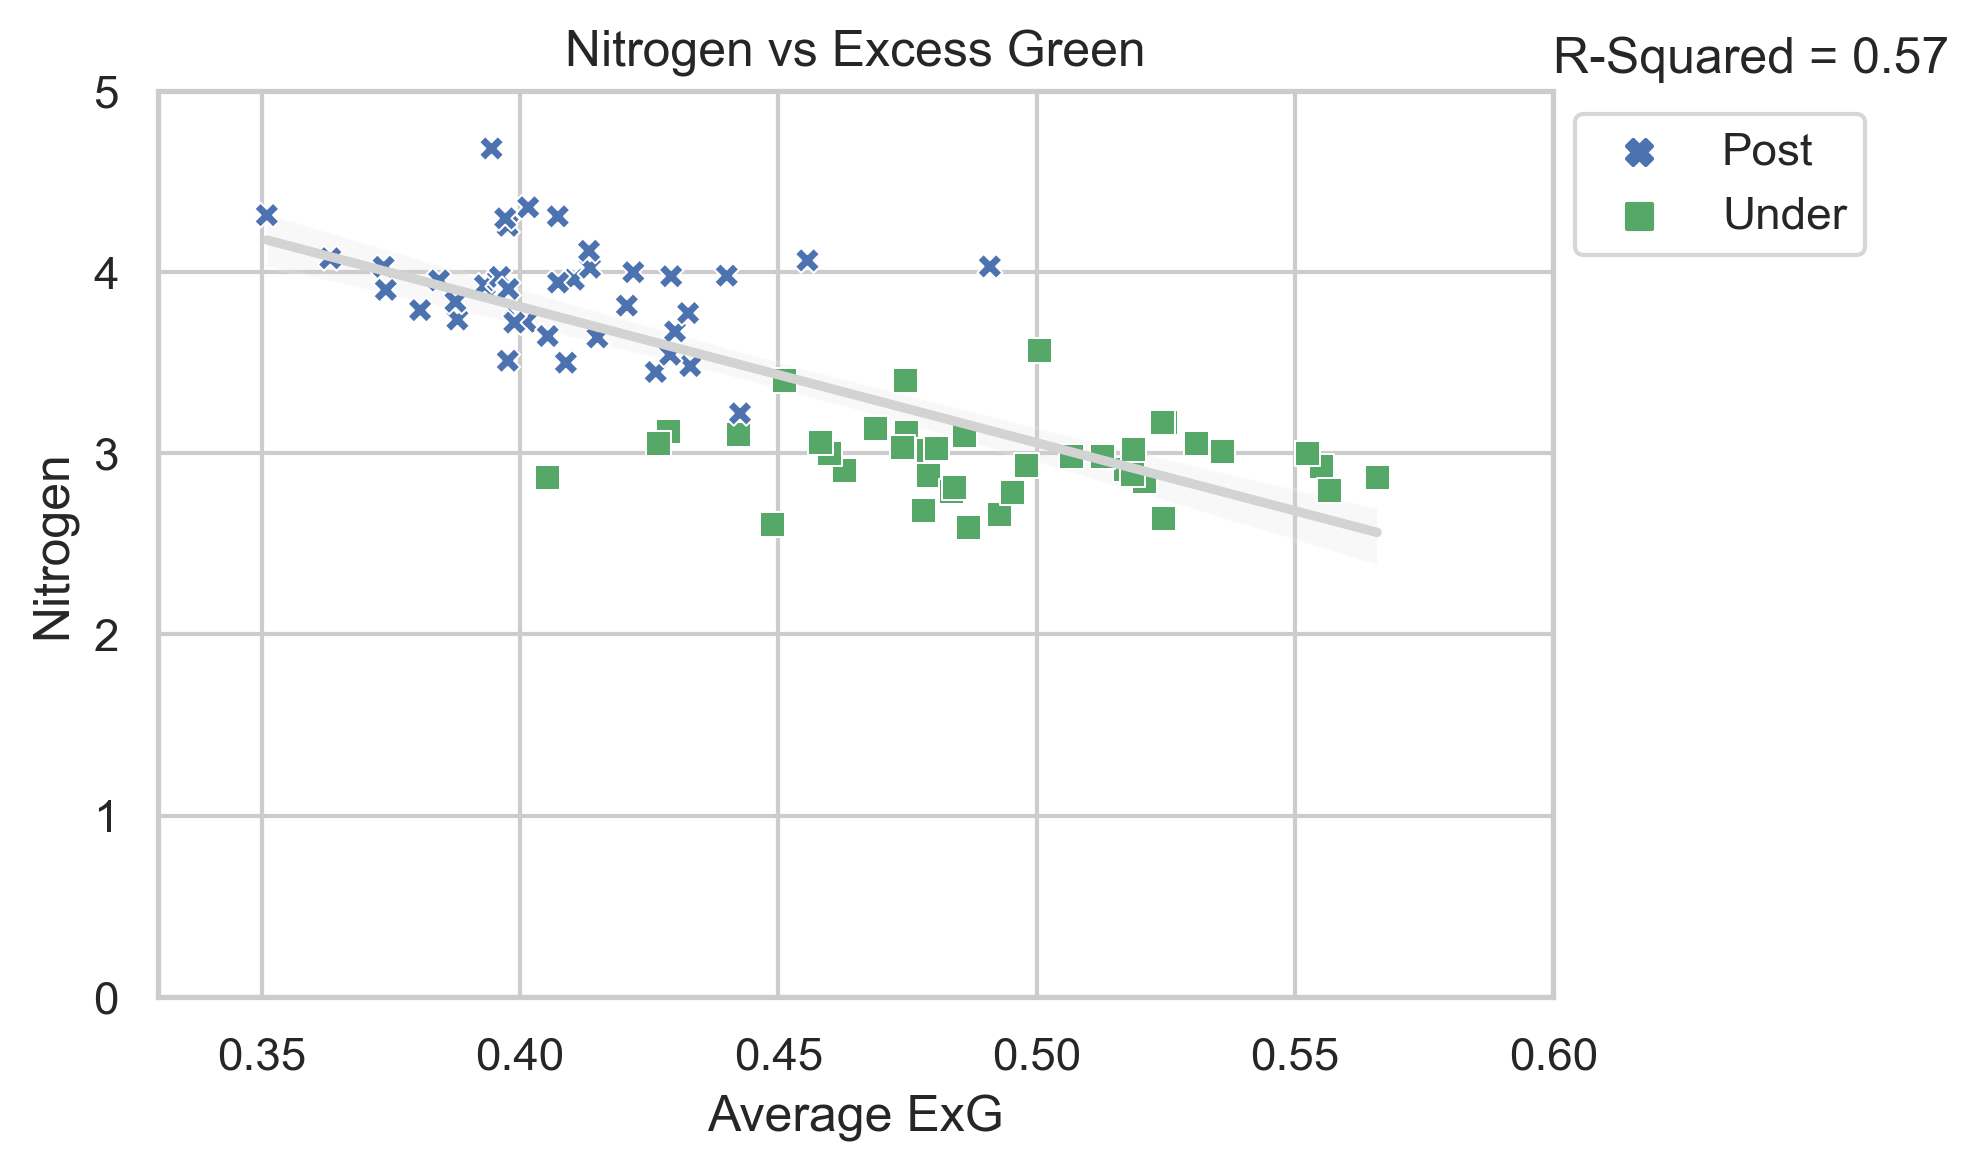 Nitrogen vs Excess Green
R-Squared = 0.57
Post
Under
Nitrogen
5
4
3
2
1
0
0.35 0.40 0.45 0.50 0.55 0.60
Average ExG